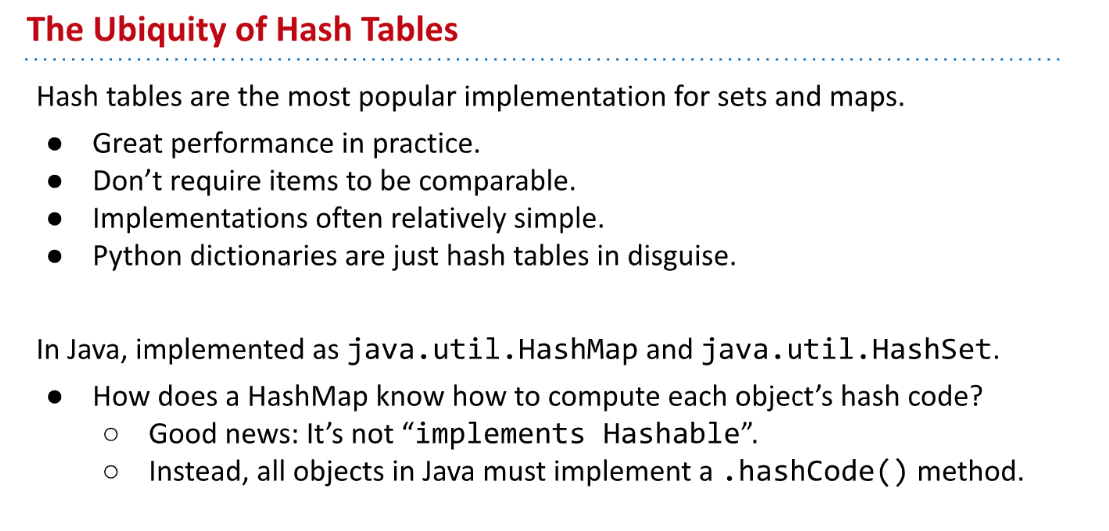 The Ubiquity of Hash Tables
Hash tables are the most popular implementation for sets and maps.
● Great performance in practice.
● Don’t require items to be comparable.
● Implementations often relatively simple.
● Python dictionaries are just hash tables in disguise.
In Java, implemented as java.util.HashMap and java.util.HashSet.
● How does a HashMap know how to compute each object’s hash code?
○ Good news: It’s not “implements Hashable”.
○ Instead, all objects in Java must implement a .hashCode() method.